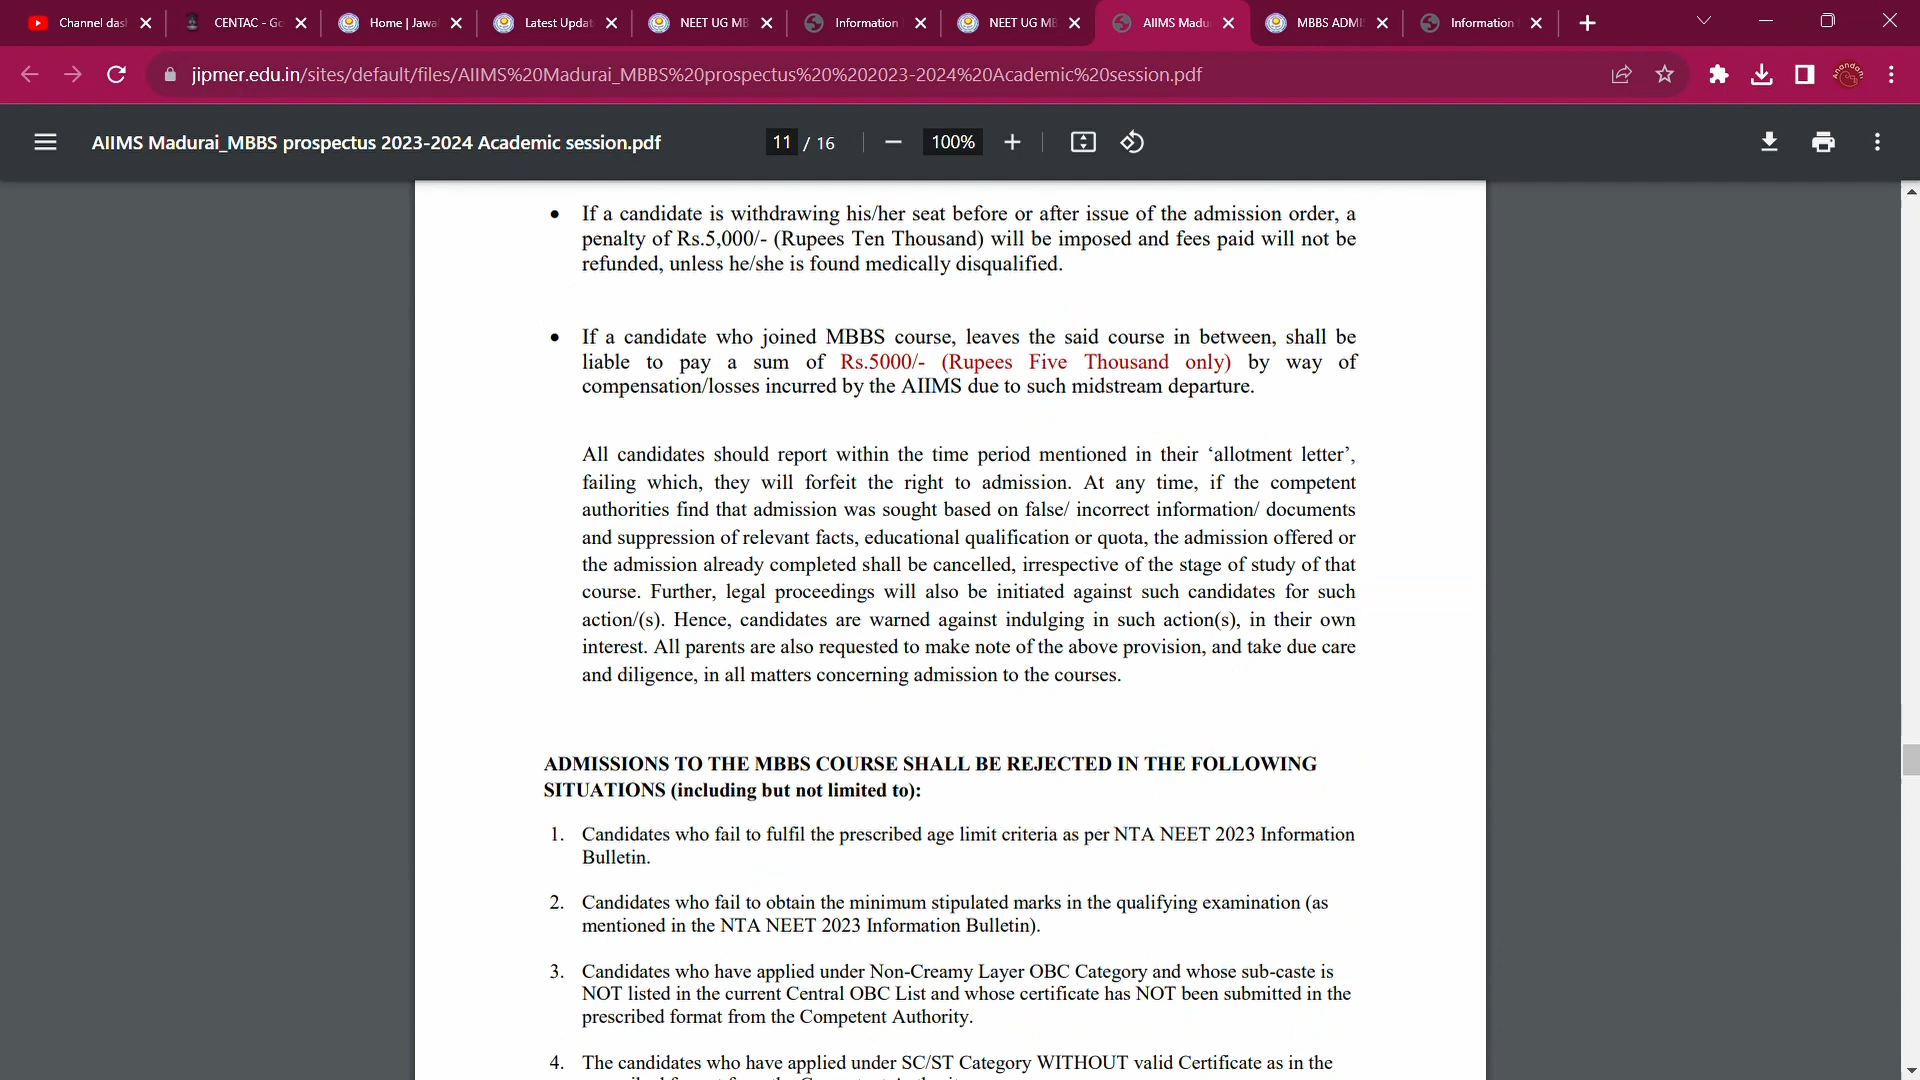 Channel das
CENTAC - Go
Home | Jawa
Latest Updat
NEET UG MB
Information
NEET UG MB
AIIMS Madur
MBBS ADMI
Information
jipmer.edu.in/sites/default/files/AIIMS%20Madurai_MBBS%20prospectus%20%202023-2024%20Academic%20session.pdf
AIIMS Madurai_MBBS prospectus 2023-2024 Academic session.pdf
11 / 16
100%
• If a candidate is withdrawing his/her seat before or after issue of the admission order, a
penalty of Rs.5,000/- (Rupees Ten Thousand) will be imposed and fees paid will not be
refunded, unless he/she is found medically disqualified.
• If a candidate who joined MBBS course, leaves the said course in between, shall be
liable to pay a sum of Rs.5000/- (Rupees Five Thousand only) by way of
compensation/losses incurred by the AIIMS due to such midstream departure.
All candidates should report within the time period mentioned in their ‘allotment letter’,
failing which, they will forfeit the right to admission. At any time, if the competent
authorities find that admission was sought based on false/ incorrect information/ documents
and suppression of relevant facts, educational qualification or quota, the admission offered or
the admission already completed shall be cancelled, irrespective of the stage of study of that
course. Further, legal proceedings will also be initiated against such candidates for such
action/(s). Hence, candidates are warned against indulging in such action(s), in their own
interest. All parents are also requested to make note of the above provision, and take due care
and diligence, in all matters concerning admission to the courses.
ADMISSIONS TO THE MBBS COURSE SHALL BE REJECTED IN THE FOLLOWING
SITUATIONS (including but not limited to):
1. Candidates who fail to fulfil the prescribed age limit criteria as per NTA NEET 2023 Information
Bulletin.
2. Candidates who fail to obtain the minimum stipulated marks in the qualifying examination (as
mentioned in the NTA NEET 2023 Information Bulletin).
3. Candidates who have applied under Non-Creamy Layer OBC Category and whose sub-caste is
NOT listed in the current Central OBC List and whose certificate has NOT been submitted in the
prescribed format from the Competent Authority.
4. The candidates who have applied under SC/ST Category WITHOUT valid Certificate as in the